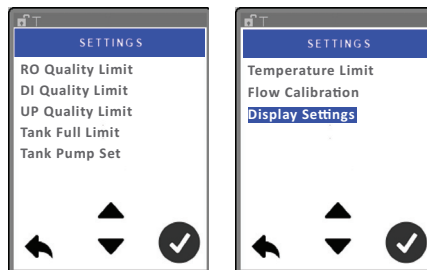 SETTINGS
RO Quality Limit
DI Quality Limit
UP Quality Limit
Tank Full Limit
Tank Pump Set
SETTINGS
Temperature Limit
Flow Calibration
Display Settings